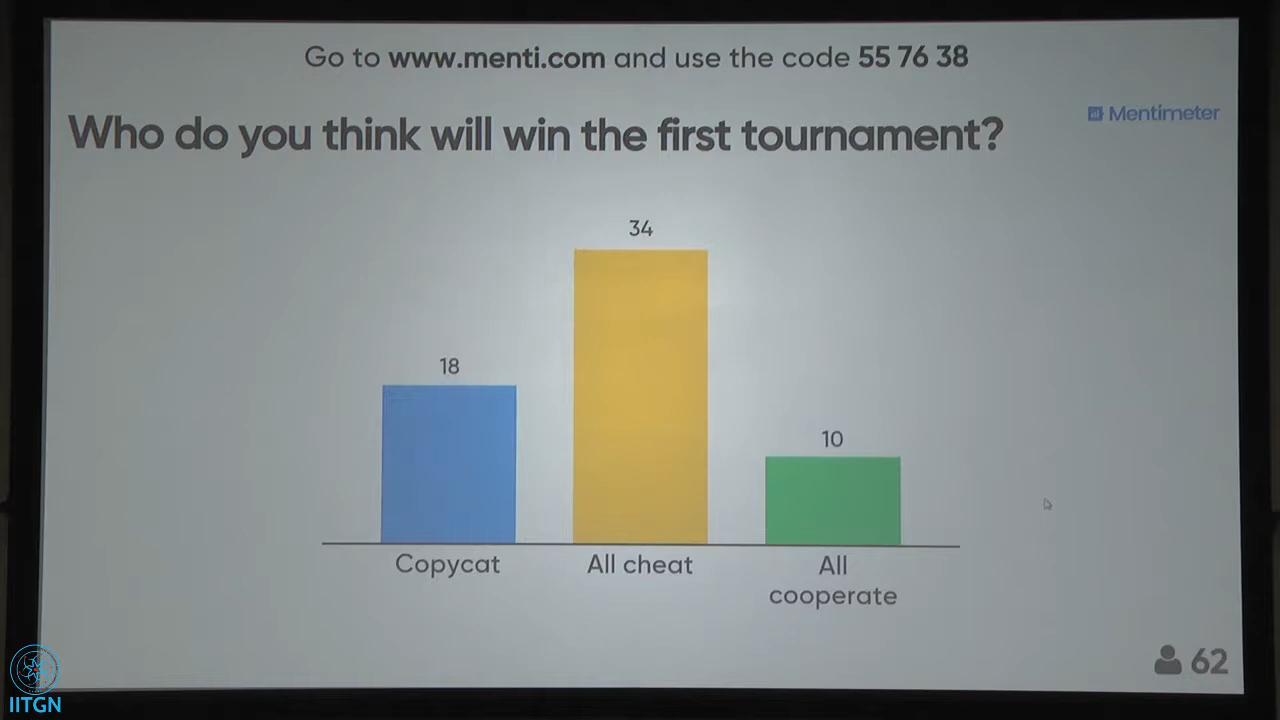 Go to www.menti.com and use the code 55 76 38
Mentimeter
Who do you think will win the first tournament?
34
18
10
Copycat
All cheat
All
cooperate
62
IITGN